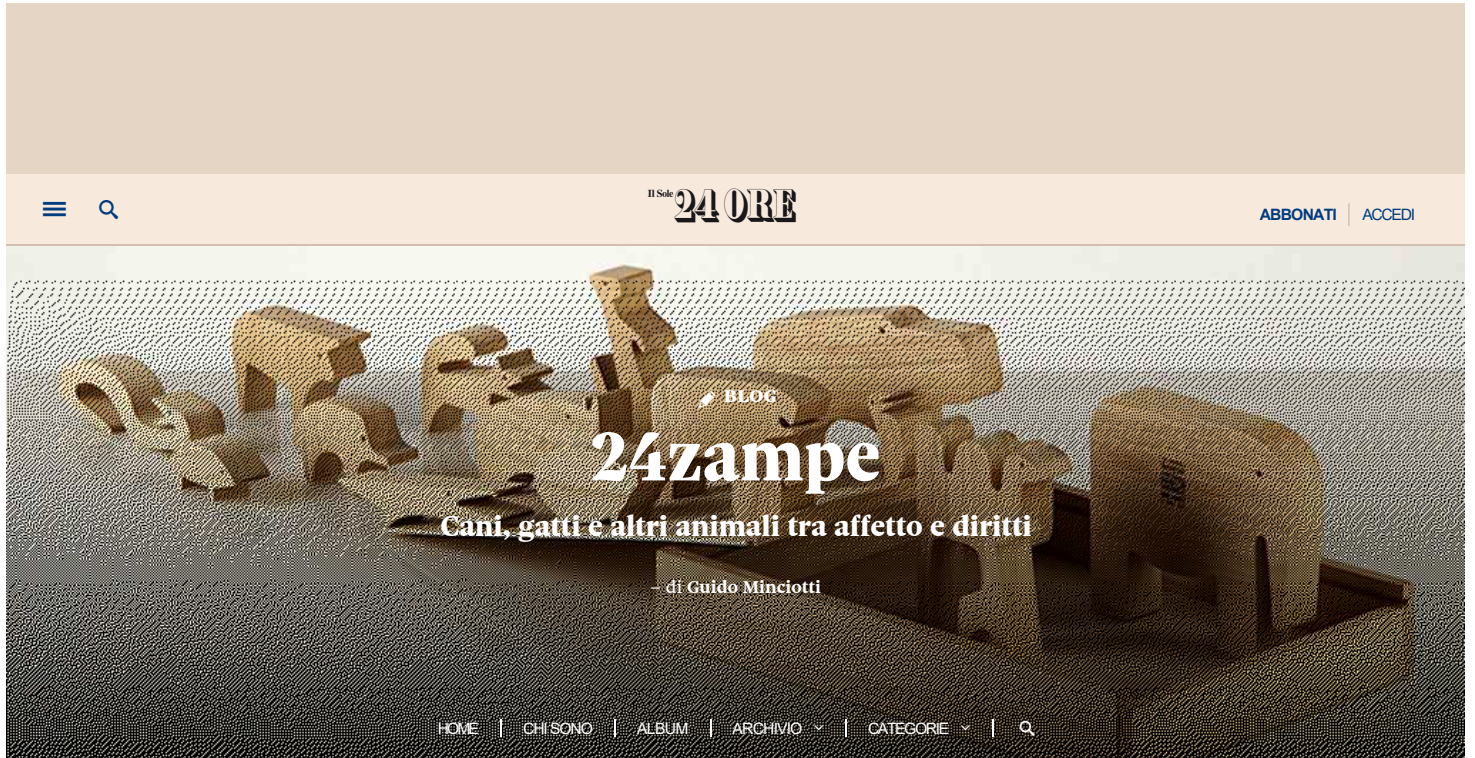 Il Sole 24 ORE
ABBONATI
ACCEDI
BLOG
24zampe
Cani, gatti e altri animali tra affetto e diritti
– di Guido Minciotti
HOME
CHI SONO
ALBUM
ARCHIVIO
CATEGORIE